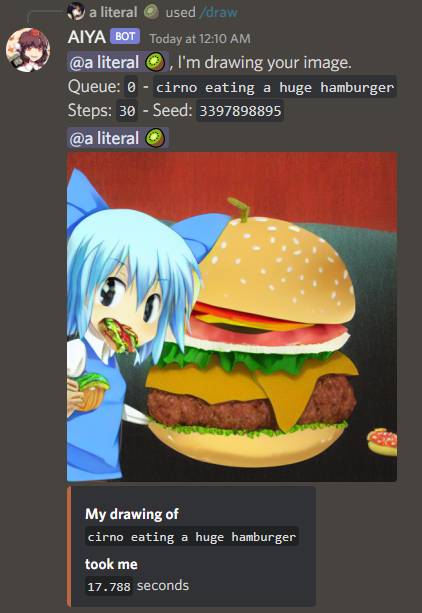 a literal 🥝 used /draw
AIYA BOT Today at 12:10 AM
@a literal 🥝 , I'm drawing your image.
Queue: 0 - cirno eating a huge hamburger
Steps: 30 - Seed: 3397898895
@a literal 🥝
My drawing of
cirno eating a huge hamburger
took me
17.788 seconds